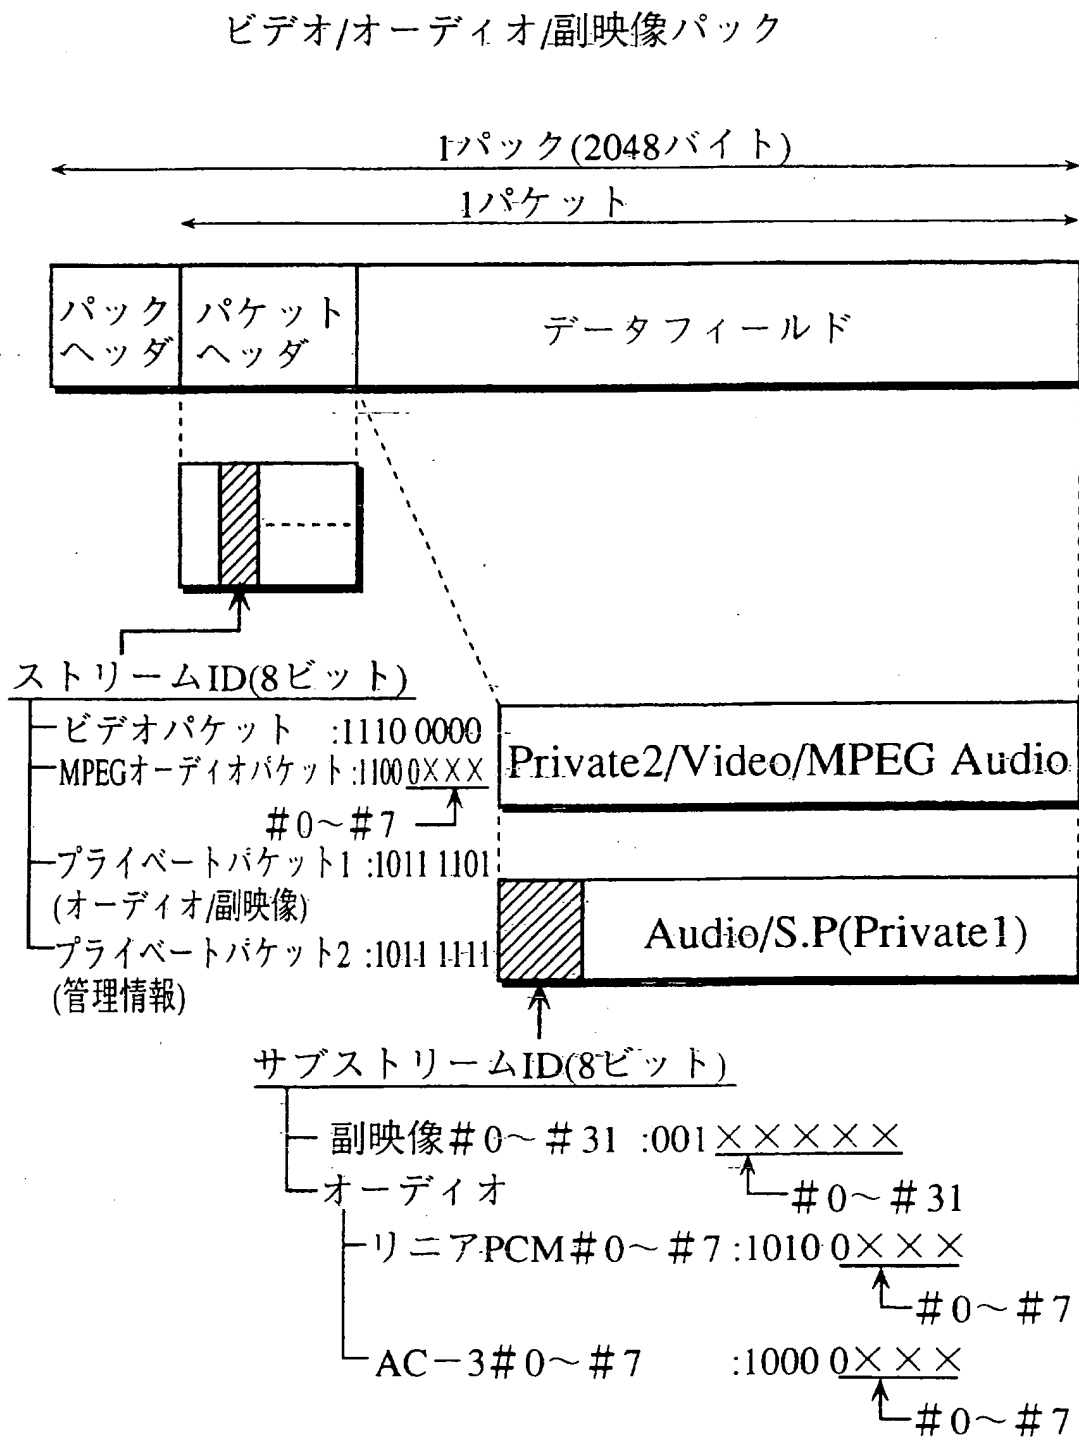 ビデオ/オーディオ/副映像パック
1パック(2048バイト)
1パケット
パック
ヘッダ
パケット
ヘッダ
データフィールド
ストリームID(8ビット)
ビデオパケット :1110 0000
MPEGオーディオパケット:1100 0×××
#0～#7
プライベートパケット1 :1011 1101
(オーディオ/副映像)
プライベートパケット2 :1011 1111
(管理情報)
Private2/Video/MPEG Audio
Audio/S.P(Private1)
サブストリームID(8ビット)
副映像#0～#31 :001×××××
#0～#31
オーディオ
リニアPCM#0～#7 :1010 0×××
#0～#7
AC-3#0～#7 :1000 0×××
#0～#7